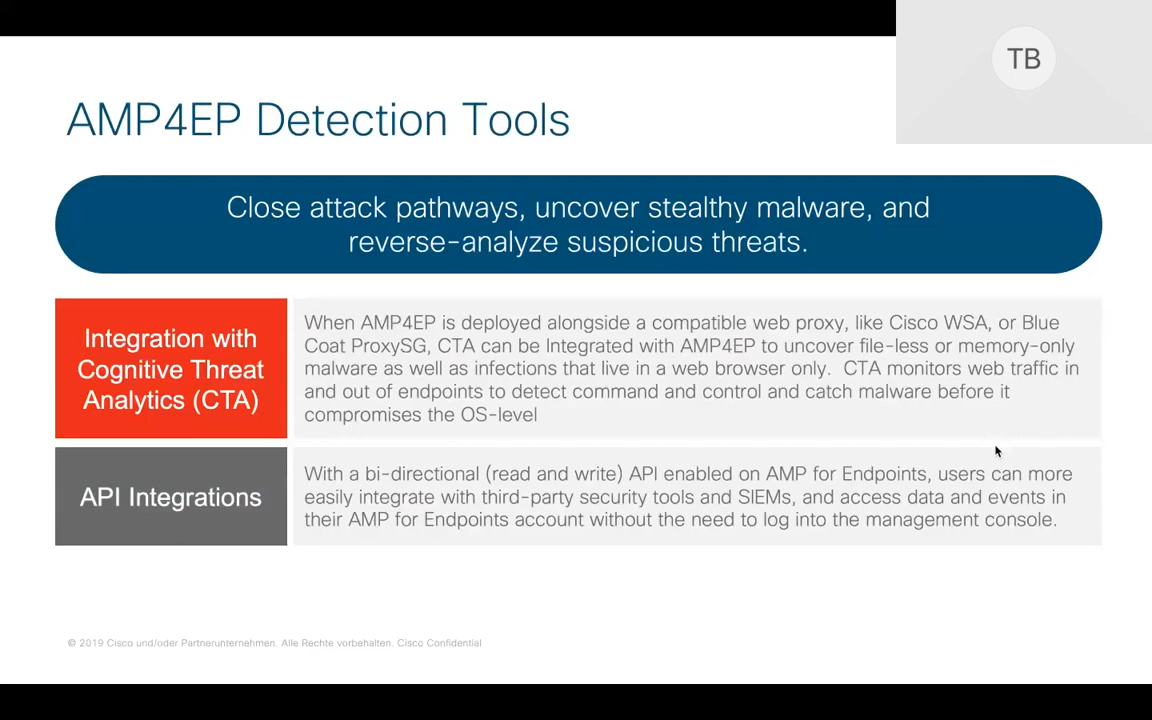 TB
AMP4EP Detection Tools
Close attack pathways, uncover stealthy malware, and
reverse-analyze suspicious threats.
Integration with
Cognitive Threat
Analytics (CTA)
When AMP4EP is deployed alongside a compatible web proxy, like Cisco WSA, or Blue
Coat ProxySG, CTA can be Integrated with AMP4EP to uncover file-less or memory-only
malware as well as infections that live in a web browser only.  CTA monitors web traffic in
and out of endpoints to detect command and control and catch malware before it
compromises the OS-level
API Integrations
With a bi-directional (read and write) API enabled on AMP for Endpoints, users can more
easily integrate with third-party security tools and SIEMs, and access data and events in
their AMP for Endpoints account without the need to log into the management console.
© 2019 Cisco und/oder Partnerunternehmen. Alle Rechte vorbehalten. Cisco Confidential